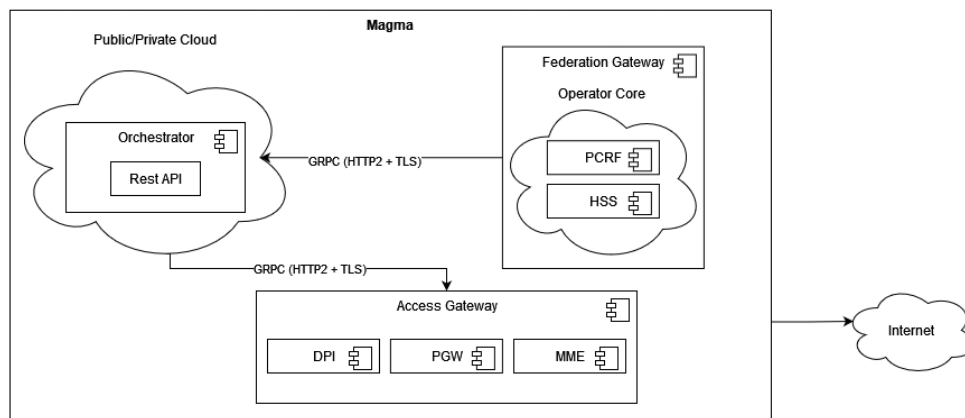 Magma
Public/Private Cloud
Orchestrator
Rest API
GRPC (HTTP2 + TLS)
Federation Gateway
Operator Core
PCRF
HSS
GRPC (HTTP2 + TLS)
Access Gateway
DPI
PGW
MME
Internet